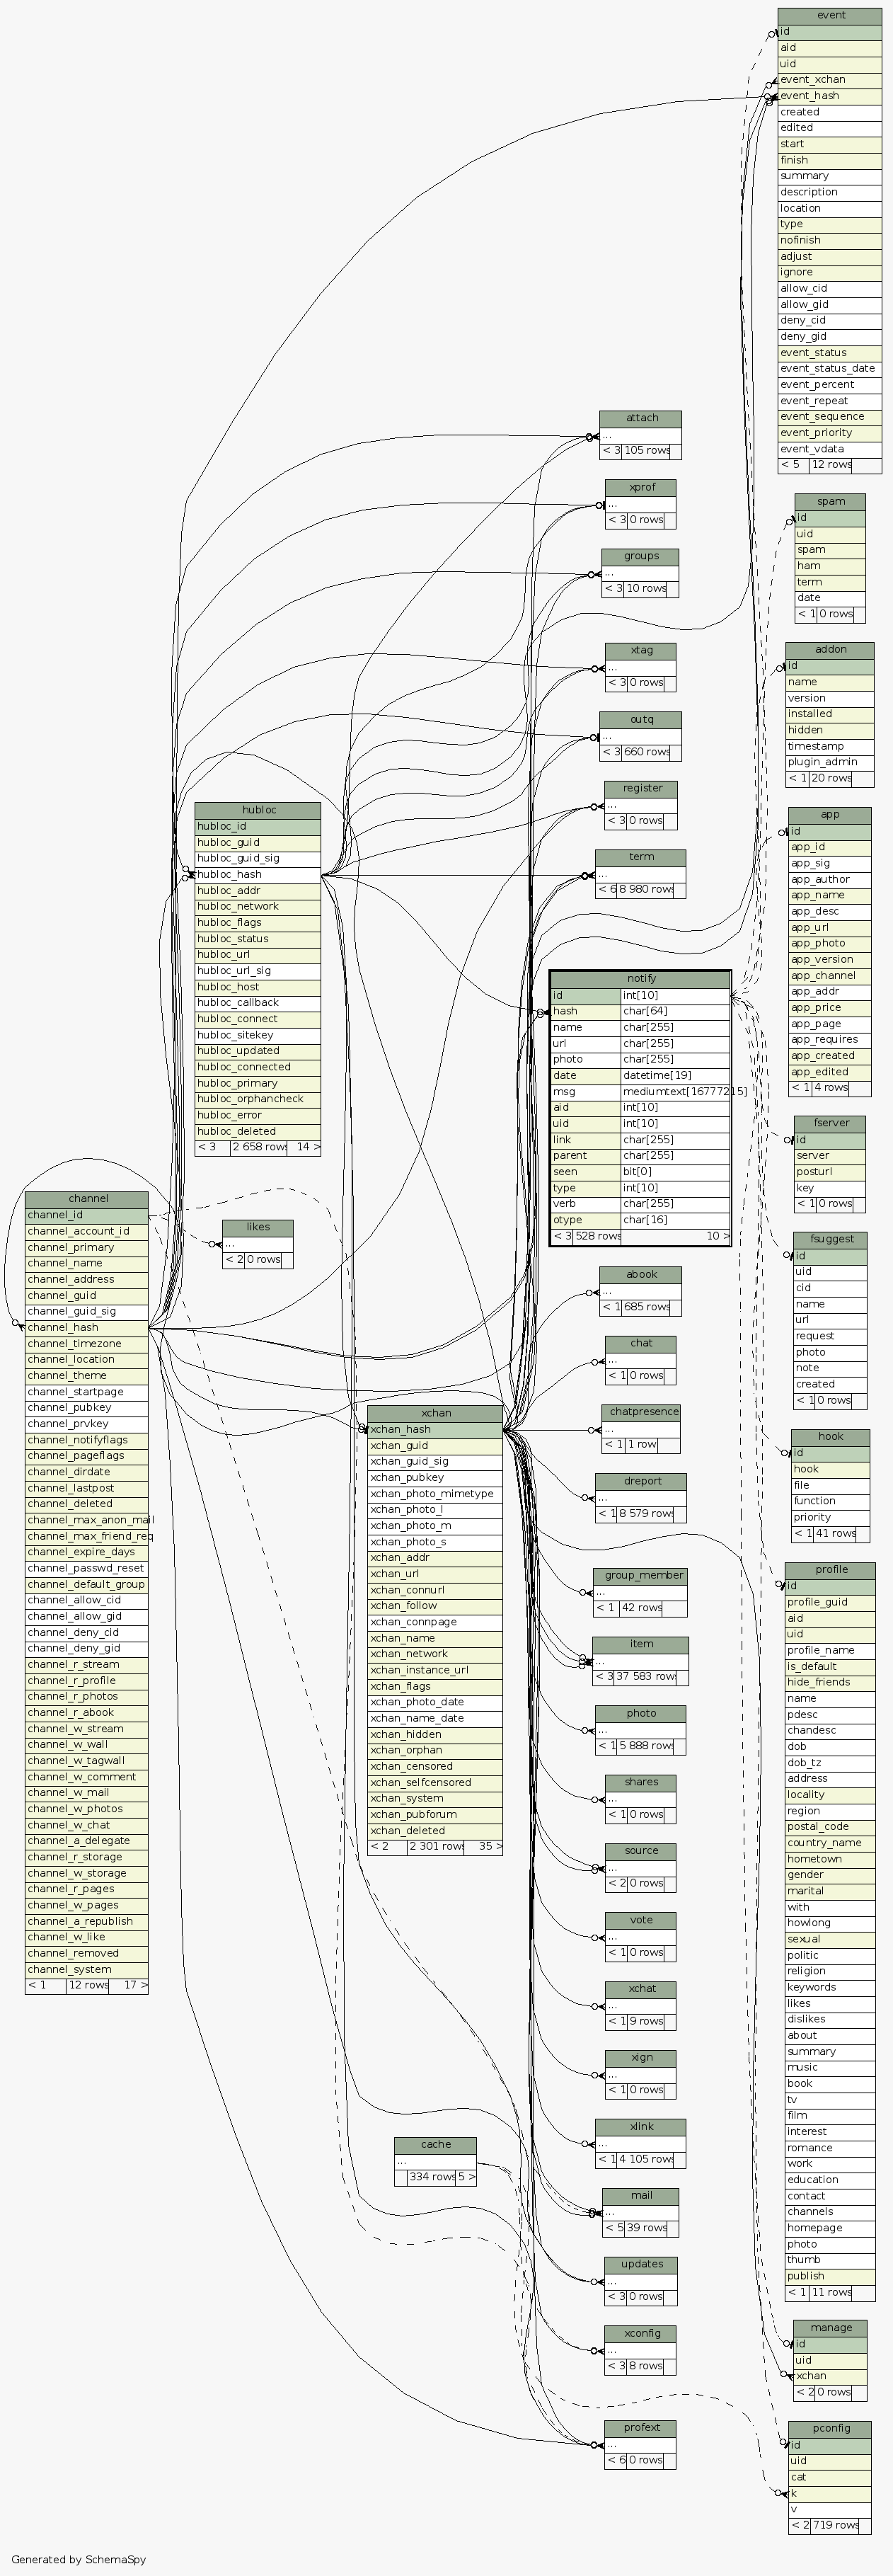 event
id
aid
uid
event_xchan
event_hash
created
edited
start
finish
summary
description
location
type
nofinish
adjust
ignore
allow_cid
allow_gid
deny_cid
deny_gid
event_status
event_status_date
event_percent
event_repeat
event_sequence
event_priority
event_vdata
< 5 12 rows
attach
...
< 3 105 rows
xprof
...
< 3 0 rows
groups
...
< 3 10 rows
xtag
...
< 3 0 rows
outq
...
< 3 660 rows
register
...
< 3 0 rows
term
...
< 6 8 980 rows
spam
id
uid
spam
ham
term
date
< 1 0 rows
addon
id
name
version
installed
hidden
timestamp
plugin_admin
< 1 20 rows
app
id
app_id
app_sig
app_author
app_name
app_desc
app_url
app_photo
app_version
app_channel
app_addr
app_price
app_page
app_requires
app_created
app_edited
< 1 4 rows
hubloc
hubloc_id
hubloc_guid
hubloc_guid_sig
hubloc_hash
hubloc_addr
hubloc_network
hubloc_flags
hubloc_status
hubloc_url
hubloc_url_sig
hubloc_host
hubloc_callback
hubloc_connect
hubloc_sitekey
hubloc_updated
hubloc_connected
hubloc_primary
hubloc_orphancheck
hubloc_error
hubloc_deleted
< 3 2 658 rows 14 >
notify
id int[10]
hash char[64]
name char[255]
url char[255]
photo char[255]
date datetime[19]
msg mediumtext[16777215]
aid int[10]
uid int[10]
link char[255]
parent char[255]
seen bit[0]
type int[10]
verb char[255]
otype char[16]
< 3 528 rows 10 >
fserver
id
server
posturl
key
< 1 0 rows
fsuggest
id
uid
cid
name
url
request
photo
note
created
< 1 0 rows
hook
id
hook
file
function
priority
< 1 41 rows
channel
channel_id
channel_account_id
channel_primary
channel_name
channel_address
channel_guid
channel_guid_sig
channel_hash
channel_timezone
channel_location
channel_theme
channel_startpage
channel_pubkey
channel_prvkey
channel_notifyflags
channel_pageflags
channel_dirdate
channel_lastpost
channel_deleted
channel_max_anon_mail
channel_max_friend_req
channel_expire_days
channel_passwd_reset
channel_default_group
channel_allow_cid
channel_allow_gid
channel_deny_cid
channel_deny_gid
channel_r_stream
channel_r_profile
channel_r_photos
channel_r_abook
channel_w_stream
channel_w_wall
channel_w_tagwall
channel_w_comment
channel_w_mail
channel_w_photos
channel_w_chat
channel_a_delegate
channel_r_storage
channel_w_storage
channel_r_pages
channel_w_pages
channel_a_republish
channel_w_like
channel_removed
channel_system
< 1 12 rows 17 >
likes
...
< 2 0 rows
xchan
xchan_hash
xchan_guid
xchan_guid_sig
xchan_pubkey
xchan_photo_mimetype
xchan_photo_l
xchan_photo_m
xchan_photo_s
xchan_addr
xchan_url
xchan_connurl
xchan_follow
xchan_connpage
xchan_name
xchan_network
xchan_instance_url
xchan_flags
xchan_photo_date
xchan_name_date
xchan_hidden
xchan_orphan
xchan_censored
xchan_selfcensored
xchan_system
xchan_pubforum
xchan_deleted
< 2 2 301 rows 35 >
abook
...
< 1 685 rows
chat
...
< 1 0 rows
chatpresence
...
< 1 1 row
dreport
...
< 1 8 579 rows
group_member
...
< 1 42 rows
item
...
< 3 37 583 rows
photo
...
< 1 5 888 rows
shares
...
< 1 0 rows
source
...
< 2 0 rows
vote
...
< 1 0 rows
xchat
...
< 1 9 rows
xign
...
< 1 0 rows
xlink
...
< 1 4 105 rows
cache
...
334 rows 5 >
mail
...
< 5 39 rows
updates
...
< 3 0 rows
xconfig
...
< 3 8 rows
profext
...
< 6 0 rows
profile
id
profile_guid
aid
uid
profile_name
is_default
hide_friends
name
pdesc
chandesc
dob
dob_tz
address
locality
region
postal_code
country_name
hometown
gender
marital
with
howlong
sexual
politic
religion
keywords
likes
dislikes
about
summary
music
book
tv
film
interest
romance
work
education
contact
channels
homepage
photo
thumb
publish
< 1 11 rows
manage
id
uid
xchan
< 2 0 rows
pconfig
id
uid
cat
k
v
< 2 719 rows
Generated by SchemaSpy